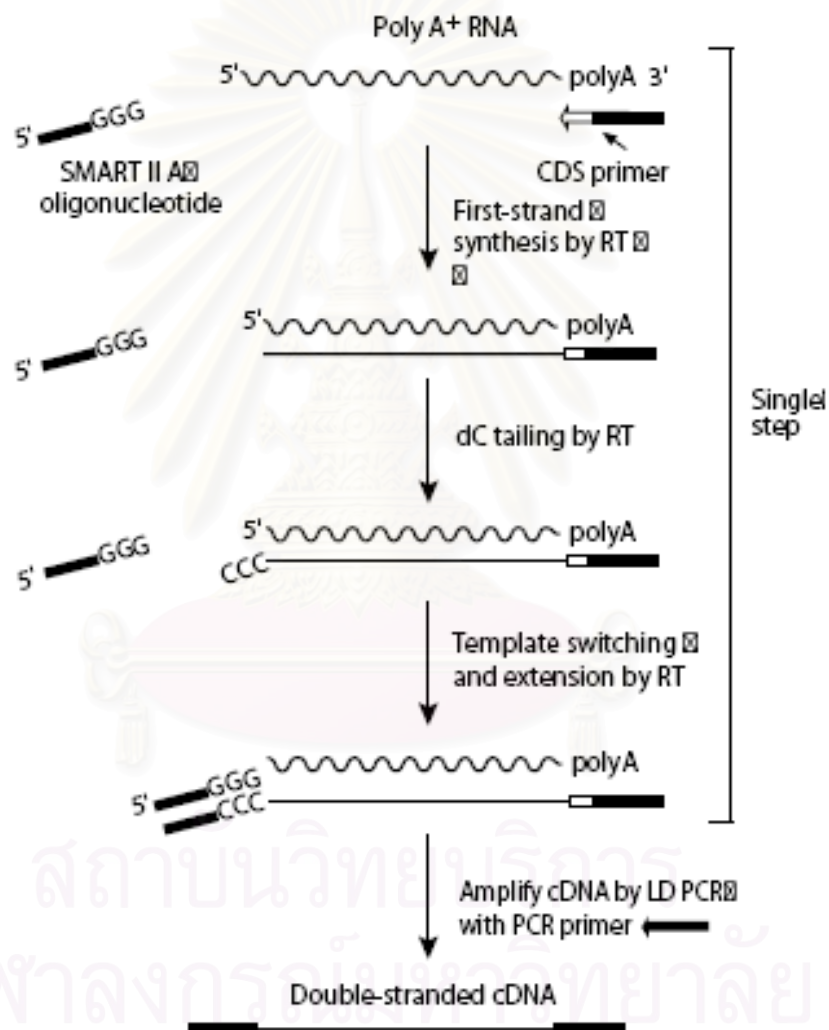 Poly A+ RNA
5' polyA 3'
5' GGG
SMART II A
oligonucleotide
CDS primer
First-strand
synthesis by RT
5' polyA
5' GGG
dC tailing by RT
5' polyA
5' GGG
CCC
Template switching
and extension by RT
polyA
5' GGG
CCC
Singlel
step
Amplify cDNA by LD PCR
with PCR primer
Double-stranded cDNA
สถาบันวิทยบริการ
จุฬาลงกรณ์มหาวิทยาลัย